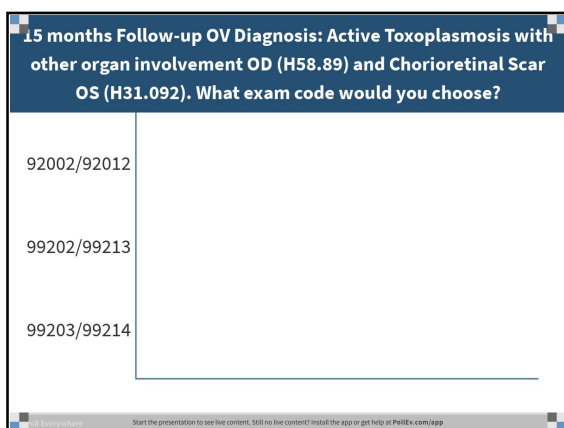 15 months Follow-up OV Diagnosis: Active Toxoplasmosis with
other organ involvement OD (H58.89) and Chorioretinal Scar
OS (H31.092). What exam code would you choose?
92002/92012
99202/99213
99203/99214
Poll Everywhere
Start the presentation to see live content. Still no live content? Install the app or get help at PollEv.com/app